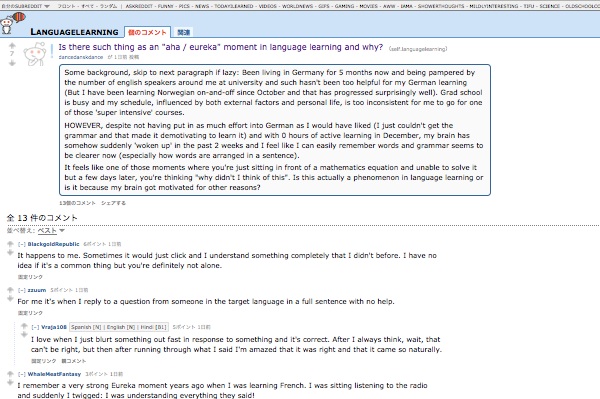 自分のSUBREDDIT ▼ フロント - すべて - ランダム | ASKREDDIT - FUNNY - PICS - NEWS - TODAYILEARNED - VIDEOS - WORLDNEWS - GIFS - GAMING - MOVIES - AWW - IAMA - SHOWERTHOUGHTS - MILDLYINTERESTING - TIFU - SCIENCE - OLDSCHOOLCO
LANGUAGELEARNING 個のコメント 関連
Is there such thing as an "aha / eureka" moment in language learning and why? (self.languagelearning)
7
dancedanskdance が 1日前 投稿
Some background, skip to next paragraph if lazy: Been living in Germany for 5 months now and being pampered by
the number of english speakers around me at university and such hasn't been too helpful for my German learning
(But I have been learning Norwegian on-and-off since October and that has progressed surprisingly well). Grad
school is busy and my schedule, influenced by both external factors and personal life, is too inconsistent for me to go for one
of those 'super intensive' courses.
HOWEVER, despite not having put in as much effort into German as I would have liked (I just couldn't get the
grammar and that made it demotivating to learn it) and with 0 hours of active learning in December, my brain has
somehow suddenly 'woken up' in the past 2 weeks and I feel like I can easily remember words and grammar seems to
be clearer now (especially how words are arranged in a sentence).
It feels like one of those moments where you're just sitting in front of a mathematics equation and unable to solve it
but a few days later, you're thinking "why didn't I think of this". Is this actually a phenomenon in language learning or
is it because my brain got motivated for other reasons?
13個のコメント シェアする
全 13 件のコメント
並べ替え: ベスト
[–] BlackgoldRepublic 6ポイント 1日前
It happens to me. Sometimes it would just click and I understand something completely that I didn't before. I have no
idea if it's a common thing but you're definitely not alone.
固定リンク
[–] zzuum 5ポイント 1日前
For me it's when I reply to a question from someone in the target language in a full sentence with no help.
固定リンク
[–] Vraja108 Spanish [N] | English [N] | Hindi [B1] 5ポイント 1日前
I love when I just blurt something out fast in response to something and it's correct. After I always think, wait, that
can't be right, but then after running through what I said I'm amazed that it was right and that it came so naturally.
固定リンク 親コメント
[–] WhaleMeatFantasy 3ポイント 1日前
I remember a very strong Eureka moment years ago when I was learning French. I was sitting listening to the radio
and suddenly I twigged: I was understanding everything they said!